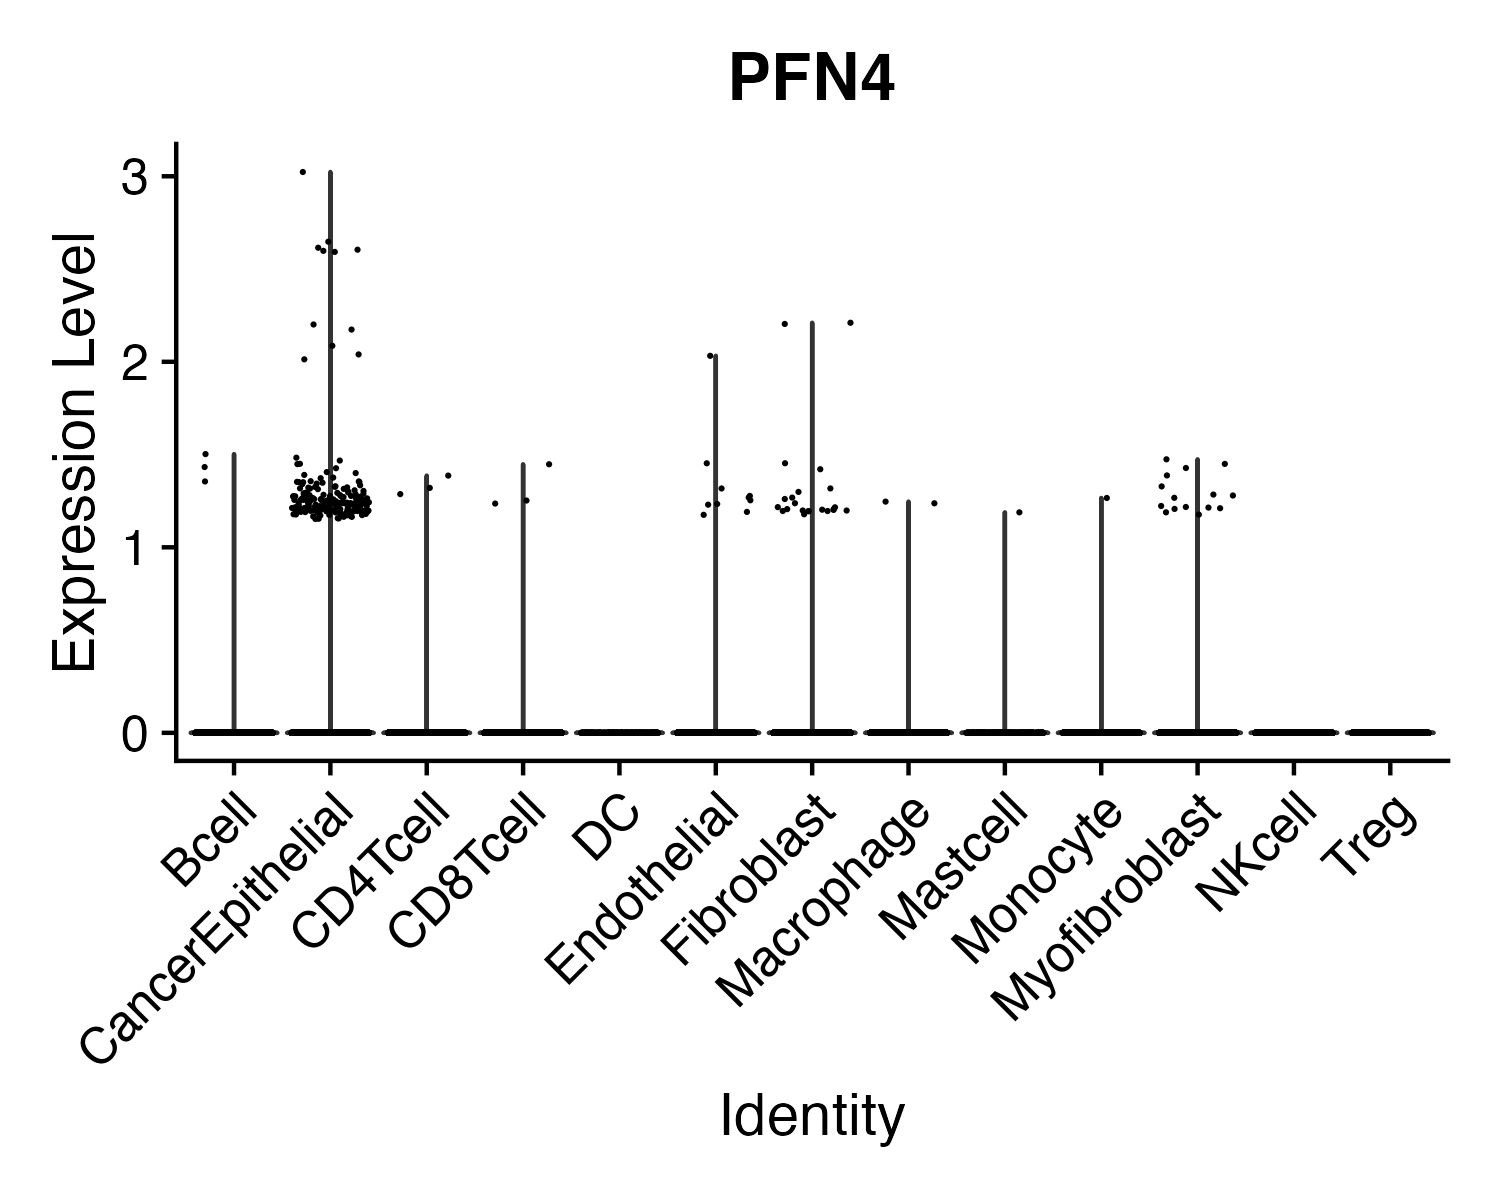 PFN4
Expression Level
3
2
1
0
Bcell
CancerEpithelial
CD4Tcell
CD8Tcell
DC
Endothelial
Fibroblast
Macrophage
Mastcell
Monocyte
Myofibroblast
NKcell
Treg
Identity